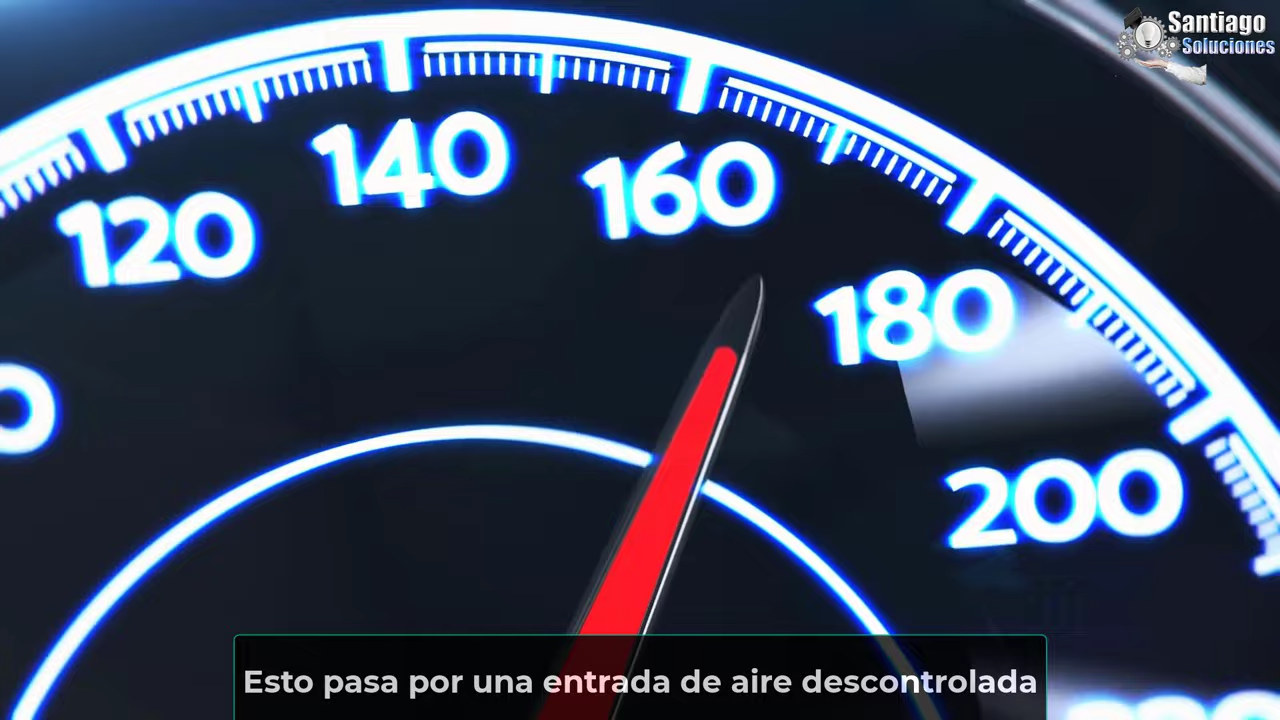 Santiago
Soluciones
140
160
120
180
200
Esto pasa por una entrada de aire descontrolada